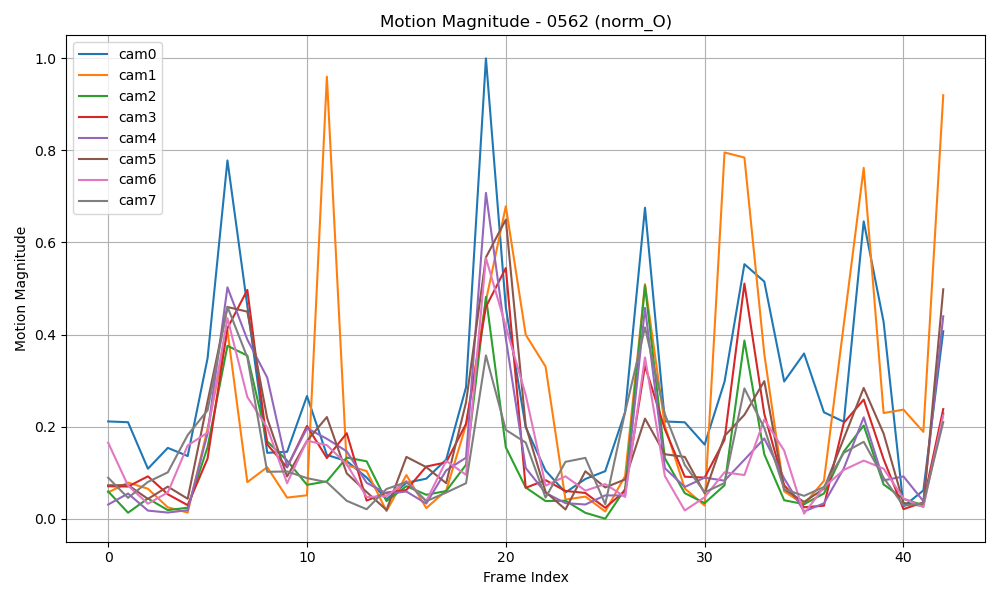 Motion Magnitude - 0562 (norm_O)
cam0
cam1
cam2
cam3
cam4
cam5
cam6
cam7
Motion Magnitude
1.0
0.8
0.6
0.4
0.2
0.0
0
10
20
30
40
Frame Index